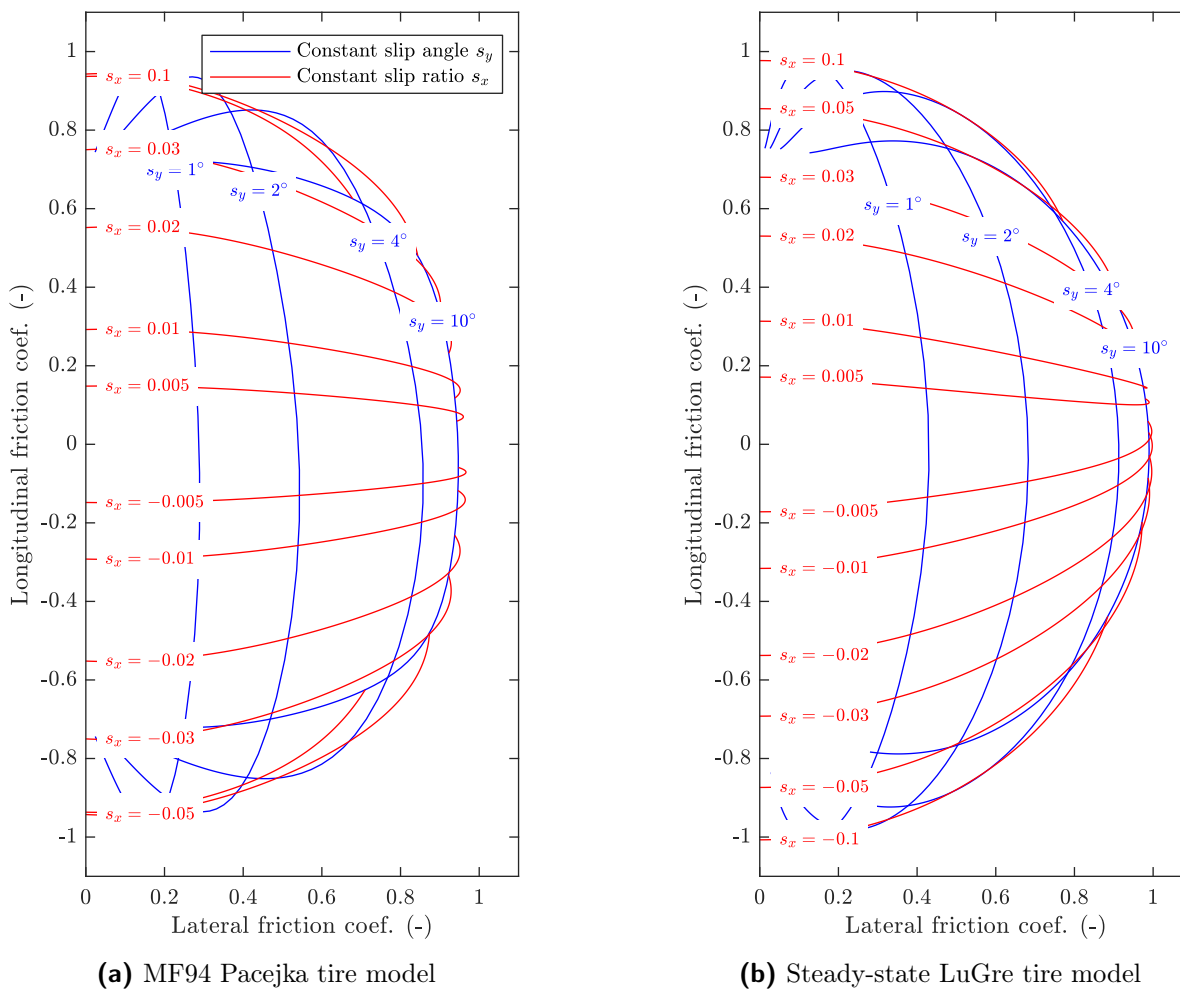 Constant slip angle s_y
Constant slip ratio s_x
1
0.8
0.6
0.4
0.2
0
-0.2
-0.4
-0.6
-0.8
-1
Longitudinal friction coef. (-)
s_x = 0.1
s_x = 0.03
s_y = 1°
s_y = 2°
s_x = 0.02
s_y = 4°
s_x = 0.01
s_y = 10°
s_x = 0.005
s_x = −0.005
s_x = −0.01
s_x = −0.02
s_x = −0.03
s_x = −0.05
0 0.2 0.4 0.6 0.8 1
Lateral friction coef. (-)
(a) MF94 Pacejka tire model
1
0.8
0.6
0.4
0.2
0
-0.2
-0.4
-0.6
-0.8
-1
Longitudinal friction coef. (-)
s_x = 0.1
s_x = 0.05
s_x = 0.03
s_y = 1°
s_x = 0.02
s_y = 2°
s_y = 4°
s_x = 0.01
s_y = 10°
s_x = 0.005
s_x = −0.005
s_x = −0.01
s_x = −0.02
s_x = −0.03
s_x = −0.05
s_x = −0.1
0 0.2 0.4 0.6 0.8 1
Lateral friction coef. (-)
(b) Steady-state LuGre tire model